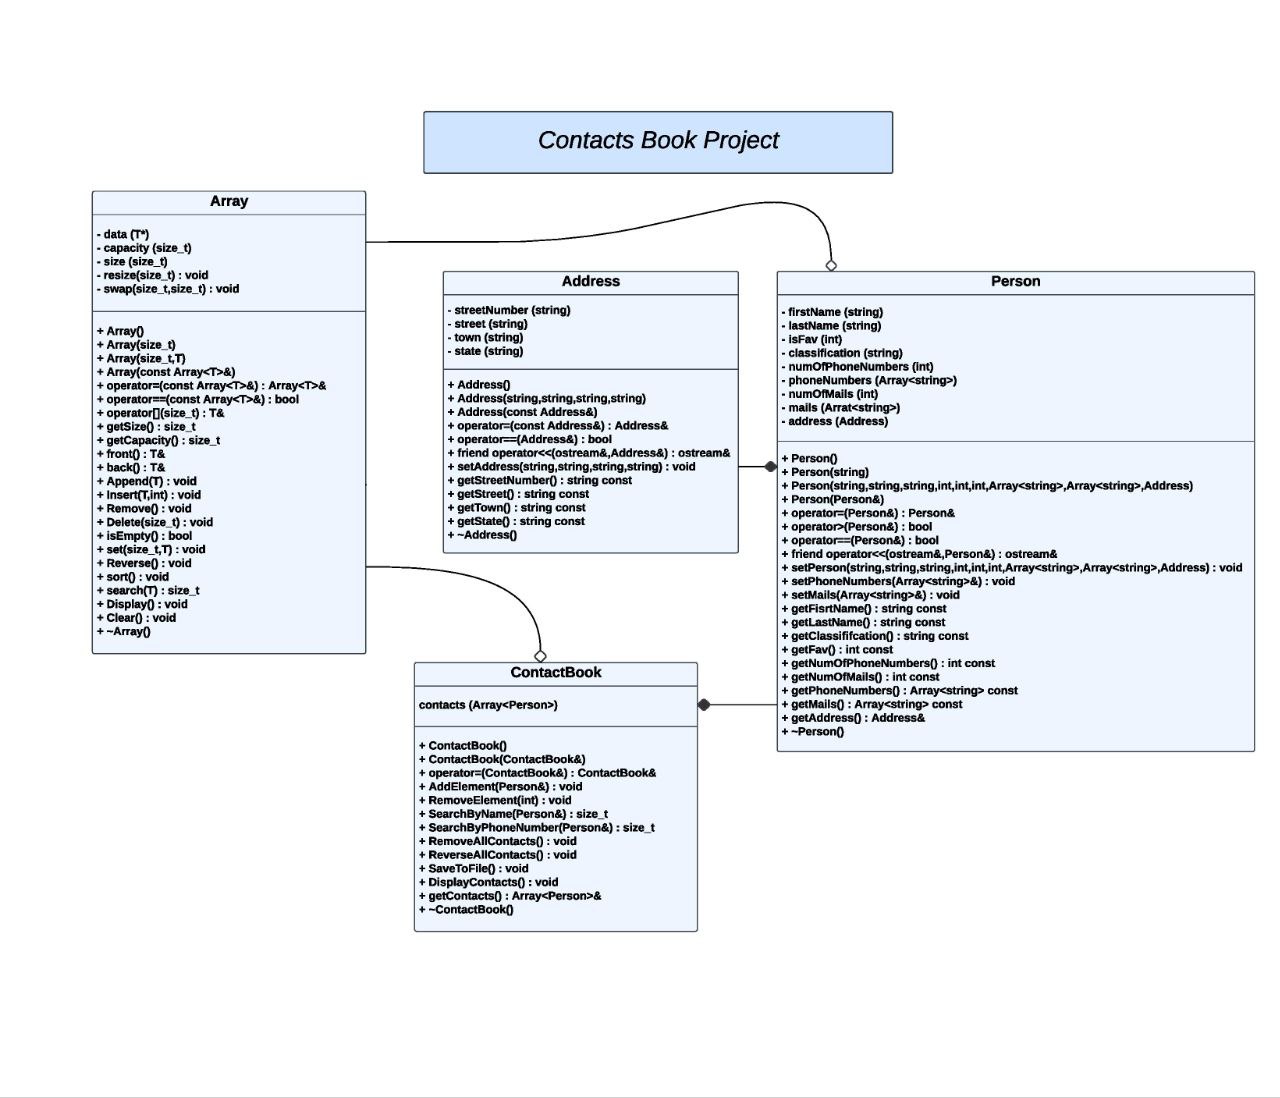 Contacts Book Project
Array
- data (T*)
- capacity (size_t)
- size (size_t)
- resize(size_t) : void
- swap(size_t,size_t) : void
+ Array()
+ Array(size_t)
+ Array(size_t,T)
+ Array(const Array<T>&)
+ operator=(const Array<T>&) : Array<T>&
+ operator==(const Array<T>&) : bool
+ operator[](size_t) : T&
+ getSize() : size_t
+ getCapacity() : size_t
+ front() : T&
+ back() : T&
+ Append(T) : void
+ Insert(T,int) : void
+ Remove() : void
+ Delete(size_t) : void
+ isEmpty() : bool
+ set(size_t,T) : void
+ Reverse() : void
+ sort() : void
+ search(T) : size_t
+ Display() : void
+ Clear() : void
+ ~Array()
Address
- streetNumber (string)
- street (string)
- town (string)
- state (string)
+ Address()
+ Address(string,string,string,string)
+ Address(const Address&)
+ operator=(const Address&) : Address&
+ operator==(Address&) : bool
+ friend operator<<(ostream&,Address&) : ostream&
+ setAddress(string,string,string,string) : void
+ getStreetNumber() : string const
+ getStreet() : string const
+ getTown() : string const
+ getState() : string const
+ ~Address()
Person
- firstName (string)
- lastName (string)
- isFav (int)
- classification (string)
- numOfPhoneNumbers (int)
- phoneNumbers (Array<string>)
- numOfMails (int)
- mails (Arrat<string>)
- address (Address)
+ Person()
+ Person(string)
+ Person(string,string,string,int,int,int,Array<string>,Array<string>,Address)
+ Person(Person&)
+ operator=(Person&) : Person&
+ operator>(Person&) : bool
+ operator==(Person&) : bool
+ friend operator<<(ostream&,Person&) : ostream&
+ setPerson(string,string,string,int,int,int,Array<string>,Array<string>,Address) : void
+ setPhoneNumbers(Array<string>&) : void
+ setMails(Array<string>&) : void
+ getFisrtName() : string const
+ getLastName() : string const
+ getClassififcation() : string const
+ getFav() : int const
+ getNumOfPhoneNumbers() : int const
+ getNumOfMails() : int const
+ getPhoneNumbers() : Array<string> const
+ getMails() : Array<string> const
+ getAddress() : Address&
+ ~Person()
ContactBook
contacts (Array<Person>)
+ ContactBook()
+ ContactBook(ContactBook&)
+ operator=(ContactBook&) : ContactBook&
+ AddElement(Person&) : void
+ RemoveElement(int) : void
+ SearchByName(Person&) : size_t
+ SearchByPhoneNumber(Person&) : size_t
+ RemoveAllContacts() : void
+ ReverseAllContacts() : void
+ SaveToFile() : void
+ DisplayContacts() : void
+ getContacts() : Array<Person>&
+ ~ContactBook()